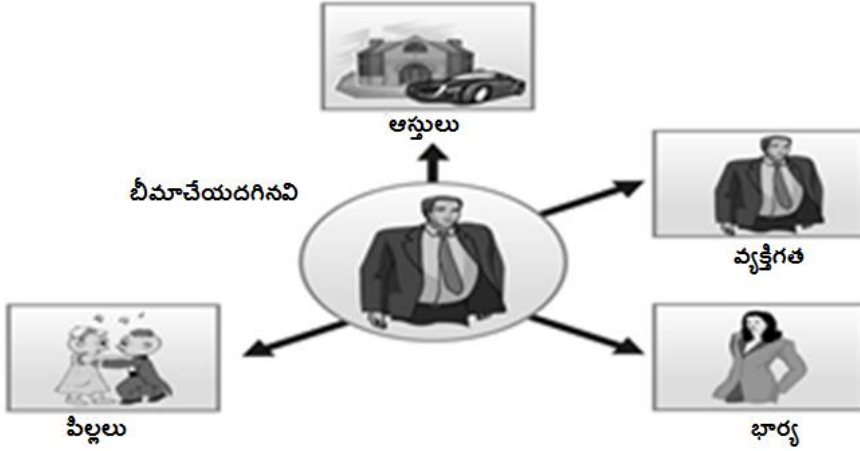 ఆస్తులు
బీమాచేయదగినవి
వ్యక్తిగత
పిల్లలు
భార్య